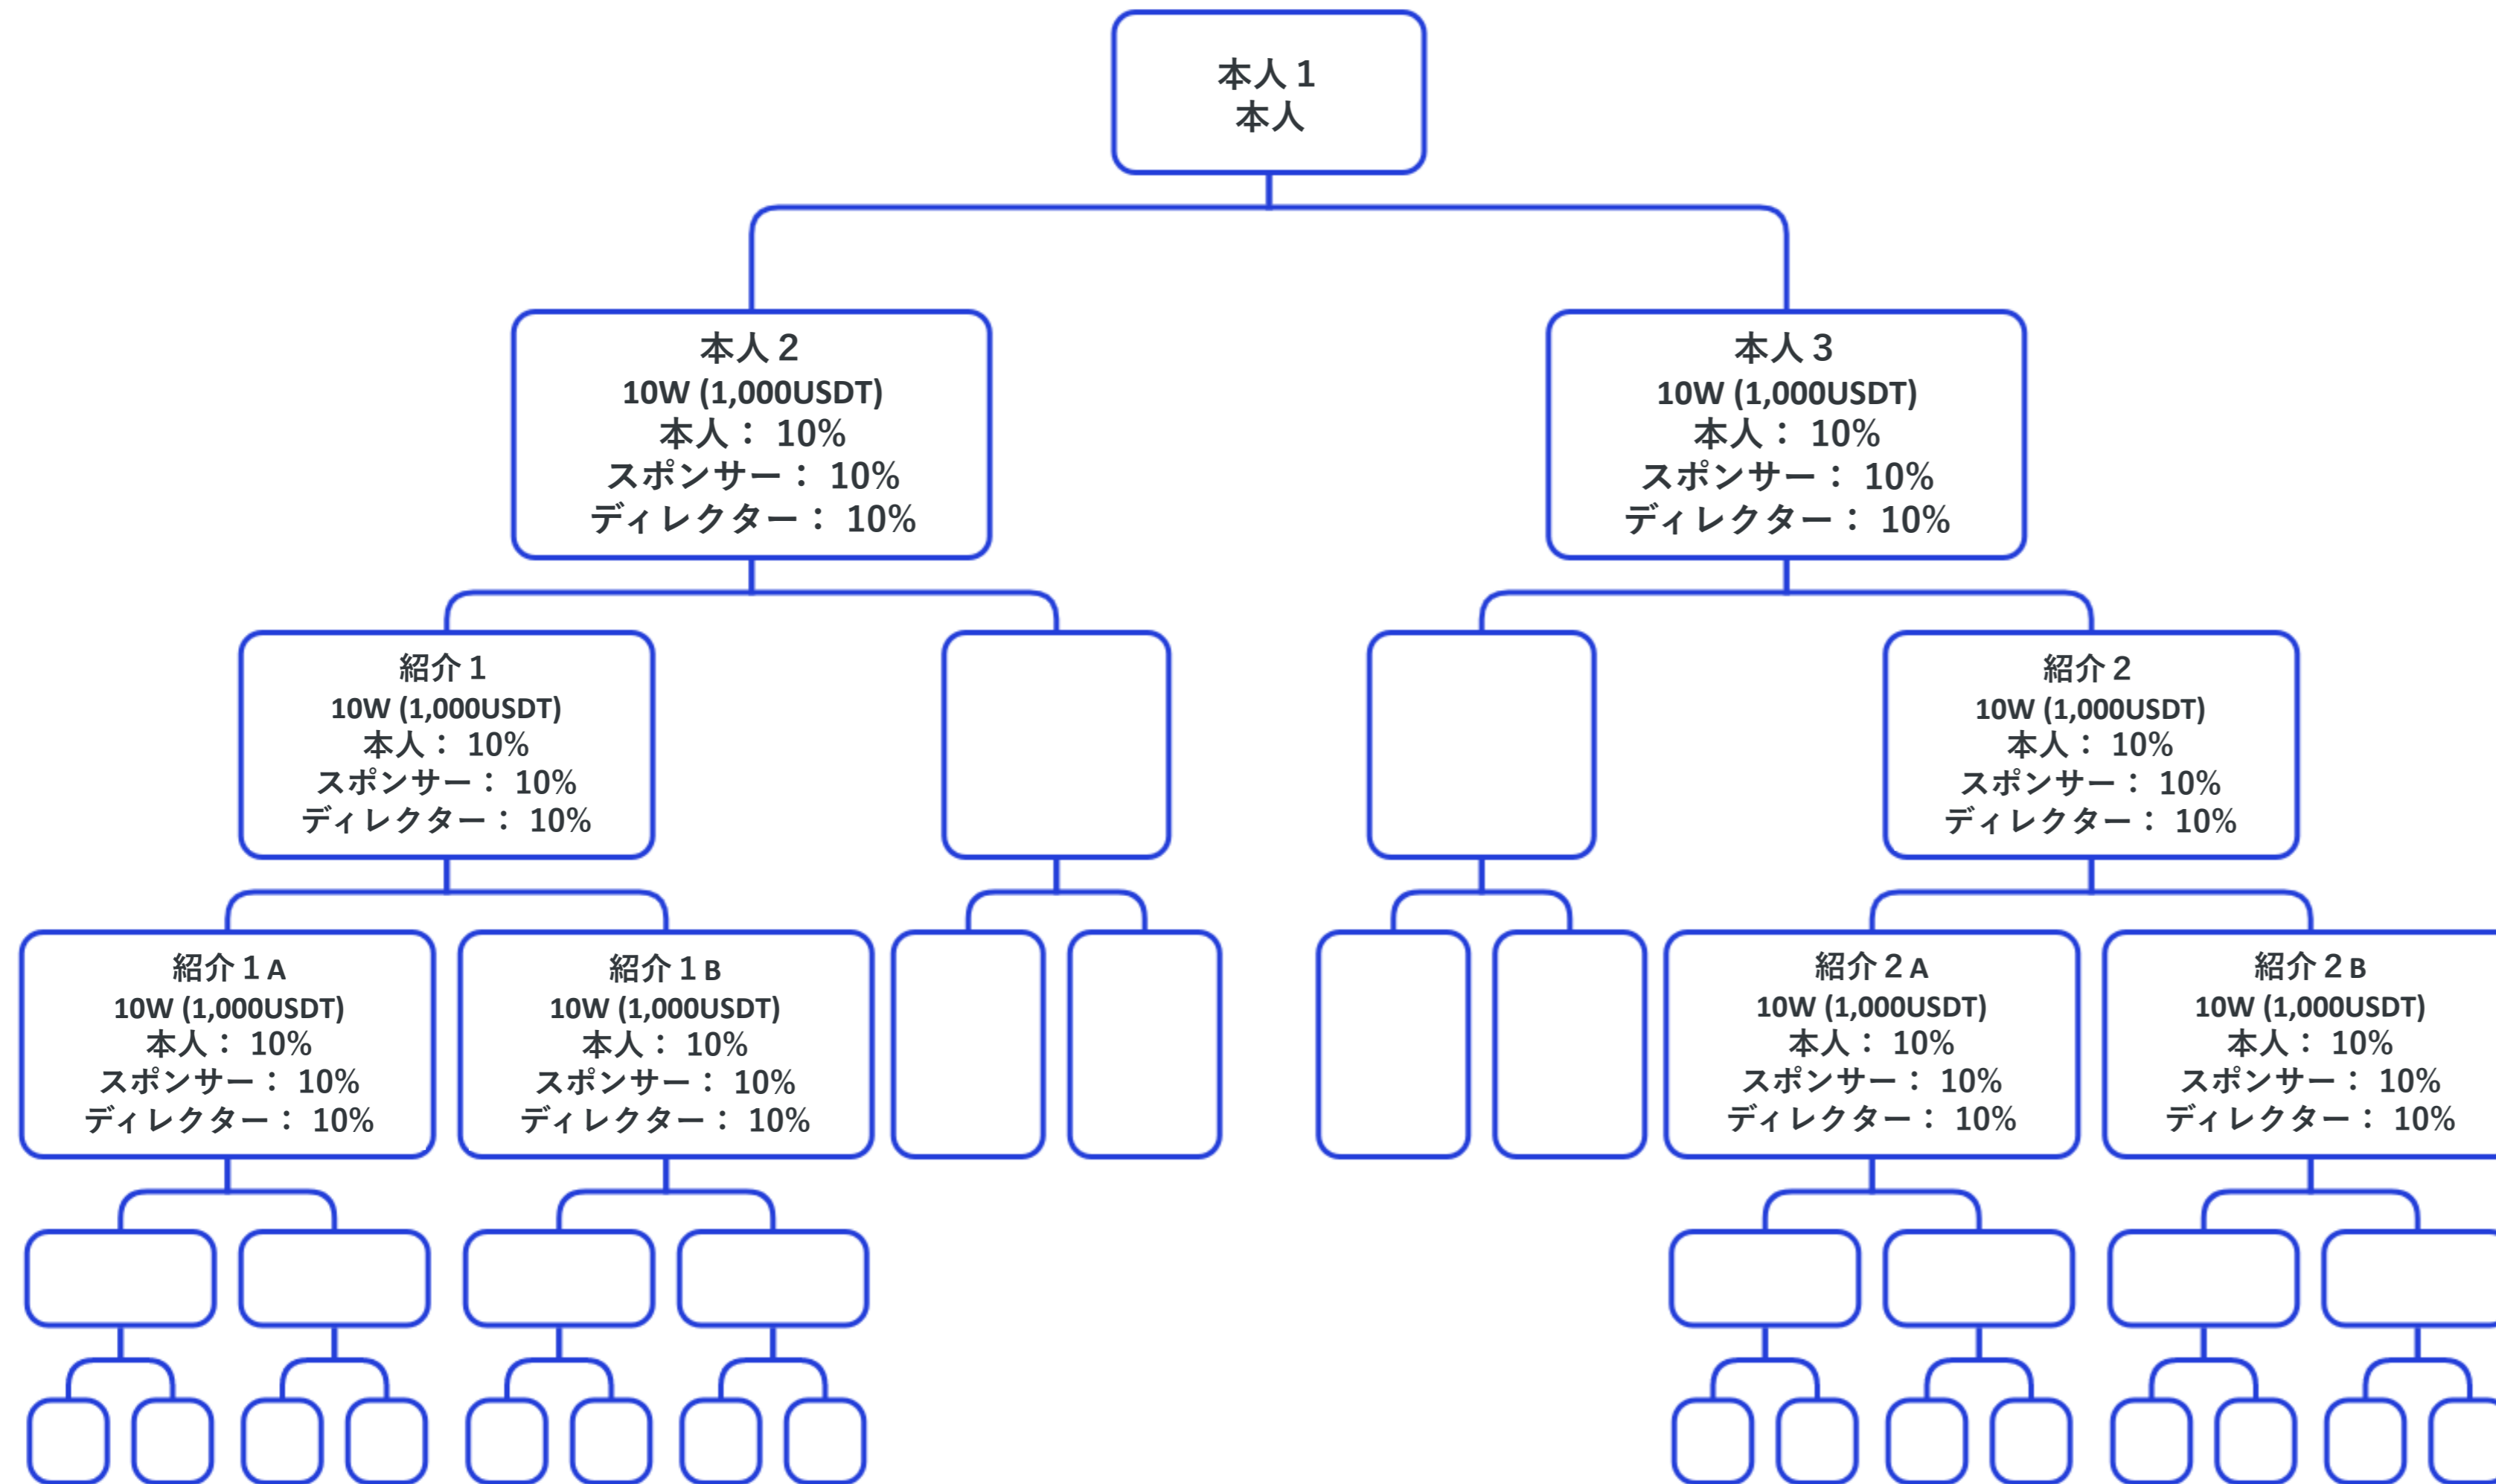 本人１
本人
本人２
10W (1,000USDT)
本人： 10%
スポンサー： 10%
ディレクター： 10%
本人３
10W (1,000USDT)
本人： 10%
スポンサー： 10%
ディレクター： 10%
紹介１
10W (1,000USDT)
本人： 10%
スポンサー： 10%
ディレクター： 10%
紹介２
10W (1,000USDT)
本人： 10%
スポンサー： 10%
ディレクター： 10%
紹介１A
10W (1,000USDT)
本人： 10%
スポンサー： 10%
ディレクター： 10%
紹介１B
10W (1,000USDT)
本人： 10%
スポンサー： 10%
ディレクター： 10%
紹介２A
10W (1,000USDT)
本人： 10%
スポンサー： 10%
ディレクター： 10%
紹介２B
10W (1,000USDT)
本人： 10%
スポンサー： 10%
ディレクター： 10%